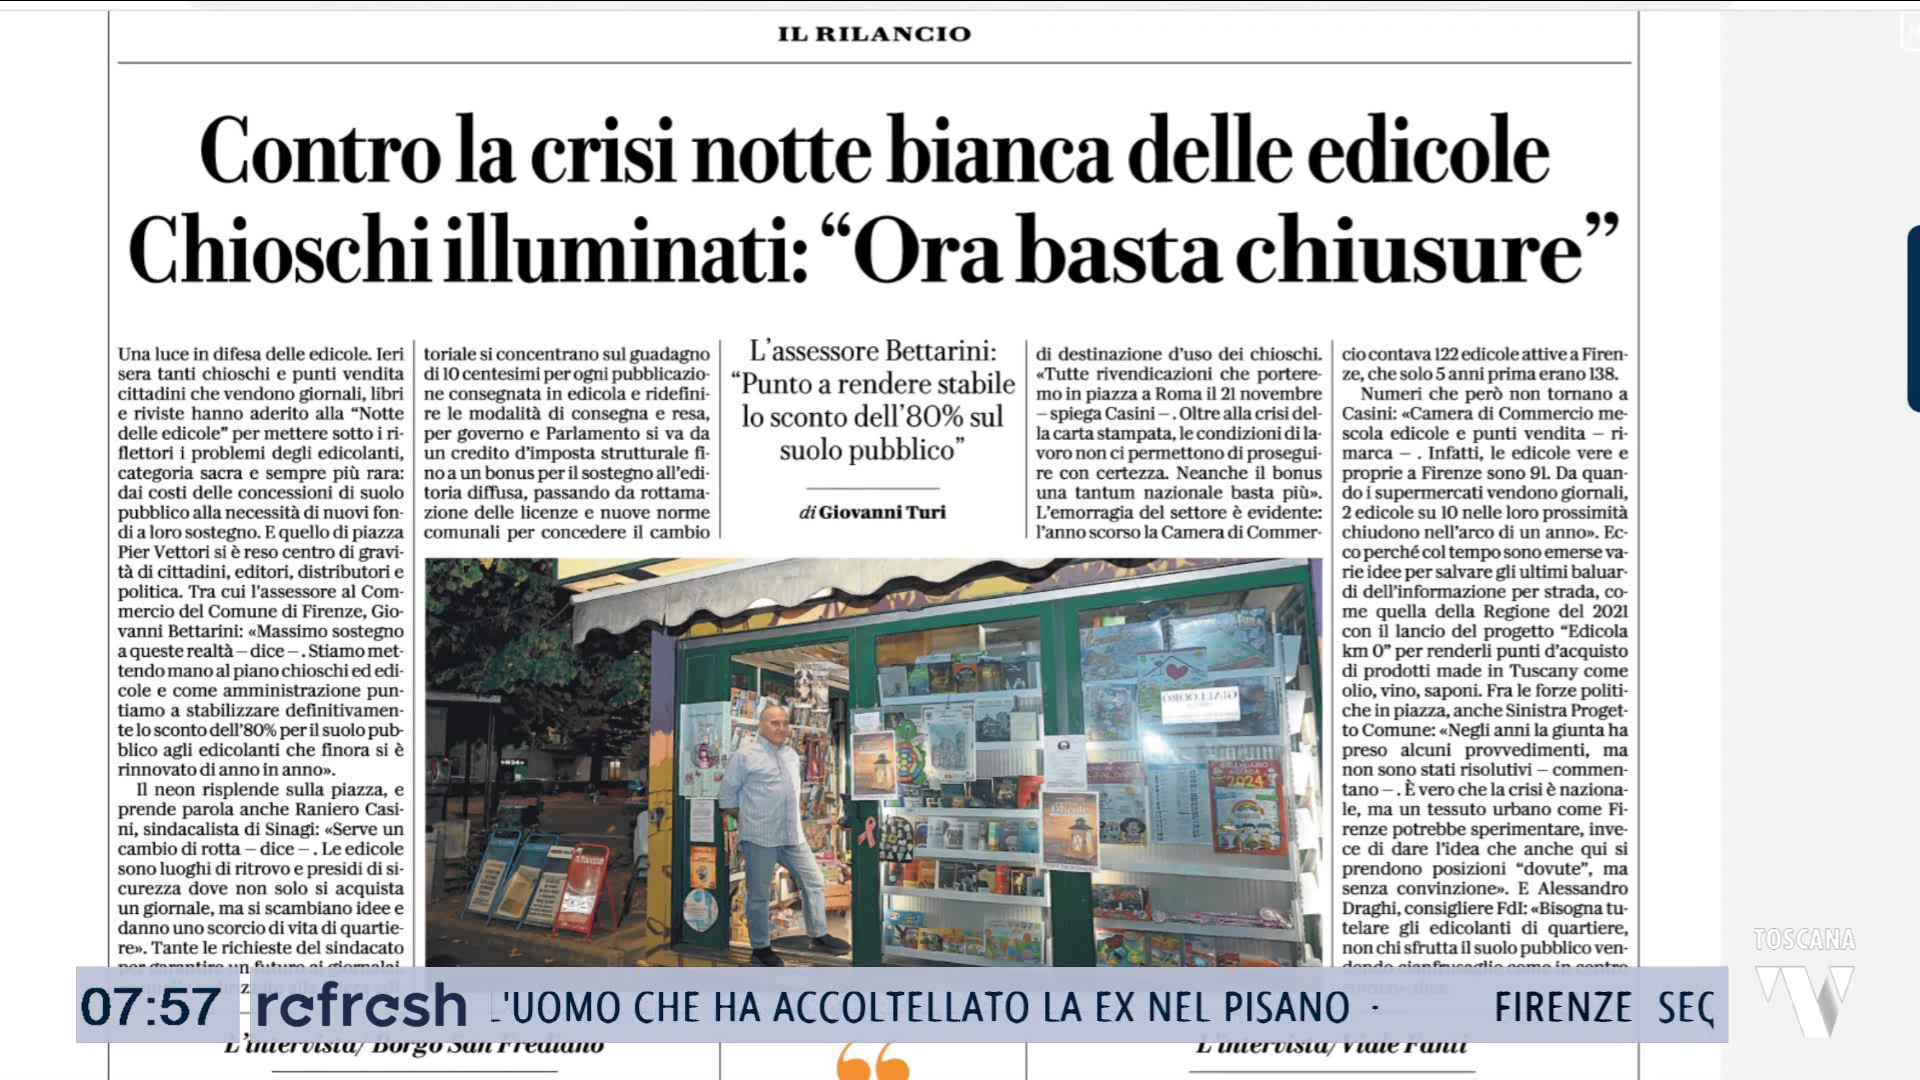 IL RILANCIO
Contro la crisi notte bianca delle edicole
Chioschi illuminati: “Ora basta chiusure”
Una luce in difesa delle edicole. Ieri
sera tanti chioschi e punti vendita
cittadini che vendono giornali, libri
e riviste hanno aderito alla “Notte
delle edicole” per mettere sotto i ri-
flettori i problemi degli edicolanti,
categoria sacra e sempre più rara:
dai costi delle concessioni di suolo
pubblico alla necessità di nuovi fon-
di a loro sostegno. E quello di piazza
Pier Vettori si è reso centro di gravi-
tà di cittadini, editori, distributori e
politica. Tra cui l’assessore al Com-
mercio del Comune di Firenze, Gio-
vanni Bettarini: «Massimo sostegno
a queste realtà – dice – . Stiamo met-
tendo mano al piano chioschi ed edi-
cole e come amministrazione pun-
tiamo a stabilizzare definitivamen-
te lo sconto dell’80% per il suolo pub-
blico agli edicolanti che finora si è
rinnovato di anno in anno».
Il neon risplende sulla piazza, e
prende parola anche Raniero Casi-
ni, sindacalista di Sinagi: «Serve un
cambio di rotta – dice – . Le edicole
sono luoghi di ritrovo e presidi di si-
curezza dove non solo si acquista
un giornale, ma si scambiano idee e
danno uno scorcio di vita di quartie-
re». Tante le richieste del sindacato
per garantire un futuro ai giornalai.
toriale si concentrano sul guadagno
di 10 centesimi per ogni pubblicazio-
ne consegnata in edicola e ridefini-
re le modalità di consegna e resa,
per governo e Parlamento si va da
un credito d’imposta strutturale fi-
no a un bonus per il sostegno all’edi-
toria diffusa, passando da rottama-
zione delle licenze e nuove norme
comunali per concedere il cambio
L’assessore Bettarini:
“Punto a rendere stabile
lo sconto dell’80% sul
suolo pubblico”
di Giovanni Turi
di destinazione d’uso dei chioschi.
«Tutte rivendicazioni che portere-
mo in piazza a Roma il 21 novembre
– spiega Casini – . Oltre alla crisi del-
la carta stampata, le condizioni di la-
voro non ci permettono di prosegui-
re con certezza. Neanche il bonus
una tantum nazionale basta più».
L’emorragia del settore è evidente:
l’anno scorso la Camera di Commer-
cio contava 122 edicole attive a Firen-
ze, che solo 5 anni prima erano 138.
Numeri che però non tornano a
Casini: «Camera di Commercio me-
scola edicole e punti vendita – ri-
marca – . Infatti, le edicole vere e
proprie a Firenze sono 91. Da quan-
do i supermercati vendono giornali,
2 edicole su 10 nelle loro prossimità
chiudono nell’arco di un anno». Ec-
co perché col tempo sono emerse va-
rie idee per salvare gli ultimi baluar-
di dell’informazione per strada, co-
me quella della Regione del 2021
con il lancio del progetto “Edicola
km 0” per renderli punti d’acquisto
di prodotti made in Tuscany come
olio, vino, saponi. Fra le forze politi-
che in piazza, anche Sinistra Proget-
to Comune: «Negli anni la giunta ha
preso alcuni provvedimenti, ma
non sono stati risolutivi – commen-
tano – . È vero che la crisi è naziona-
le, ma un tessuto urbano come Fi-
renze potrebbe sperimentare, inve-
ce di dare l’idea che anche qui si
prendono posizioni “dovute”, ma
senza convinzione». E Alessandro
Draghi, consigliere FdI: «Bisogna tu-
telare gli edicolanti di quartiere,
non chi sfrutta il suolo pubblico ven-
dendo cianfrusaglie come in centro
Edicole
2024
TOSCANA
TV
07:57 refresh L'UOMO CHE HA ACCOLTELLATO LA EX NEL PISANO · FIRENZE SEG
L’intervista/ Borgo San Frediano
L’intervista/ Viale Fanti